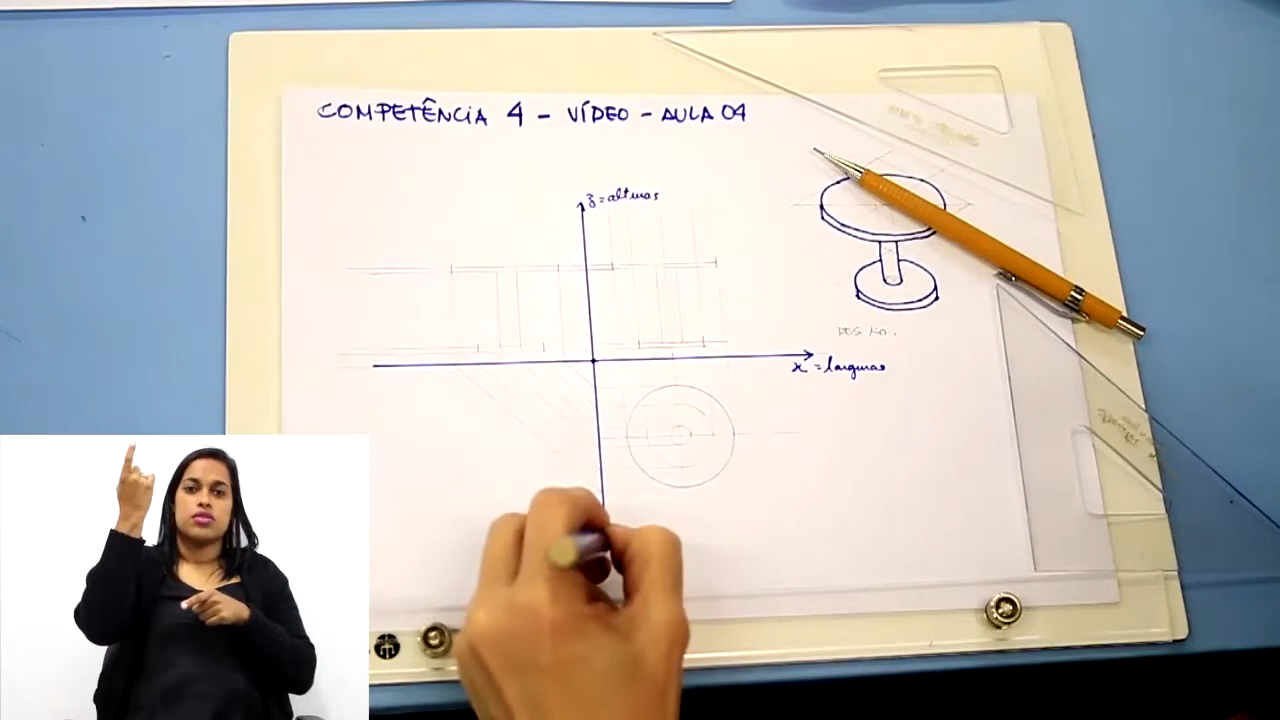 COMPETÊNCIA 4 - VÍDEO - AULA 04
z = alturas
x = larguras